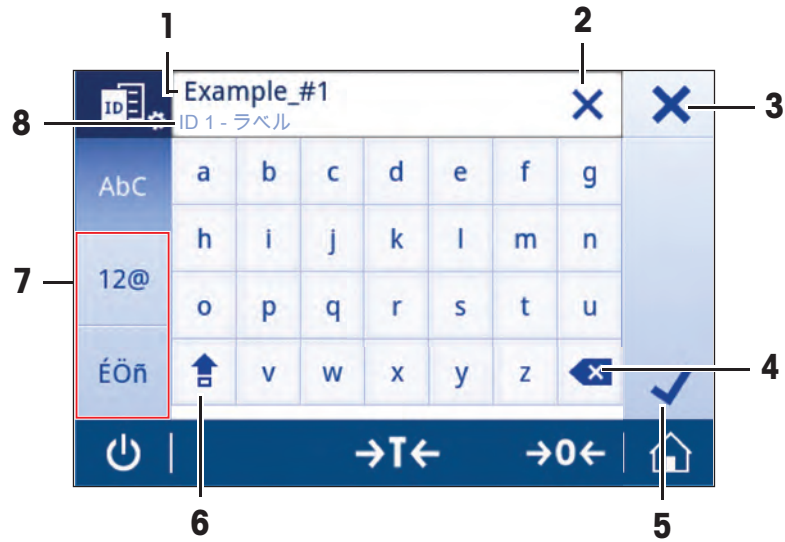 1
2
Example_#1
3
8
ID
ID 1 - ラベル
AbC
a b c d e f g
h i j k l m n
7
12@
o p q r s t u
ÉÖñ
v w x y z
4
→T← →0←
6
5